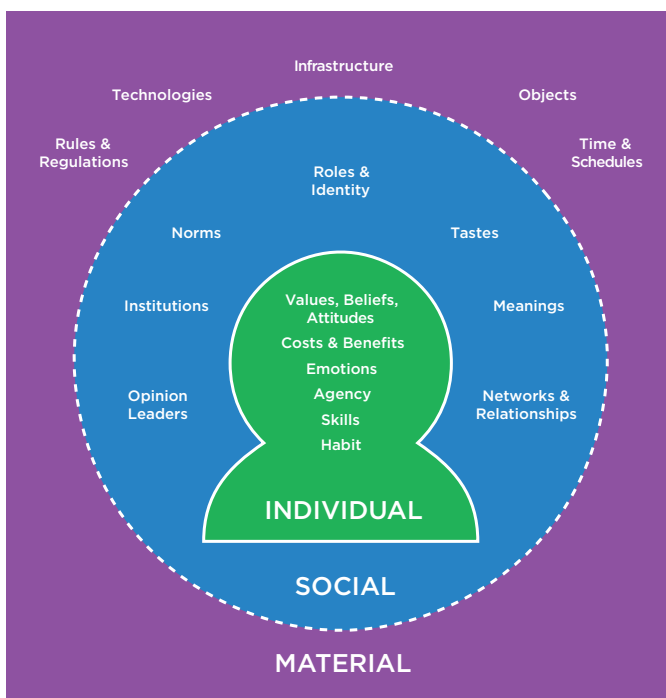 Infrastructure
Technologies
Objects
Rules &
Regulations
Time &
Schedules
Roles &
Identity
Norms
Tastes
Institutions
Meanings
Opinion
Leaders
Networks &
Relationships
Values, Beliefs,
Attitudes
Costs & Benefits
Emotions
Agency
Skills
Habit
INDIVIDUAL
SOCIAL
MATERIAL